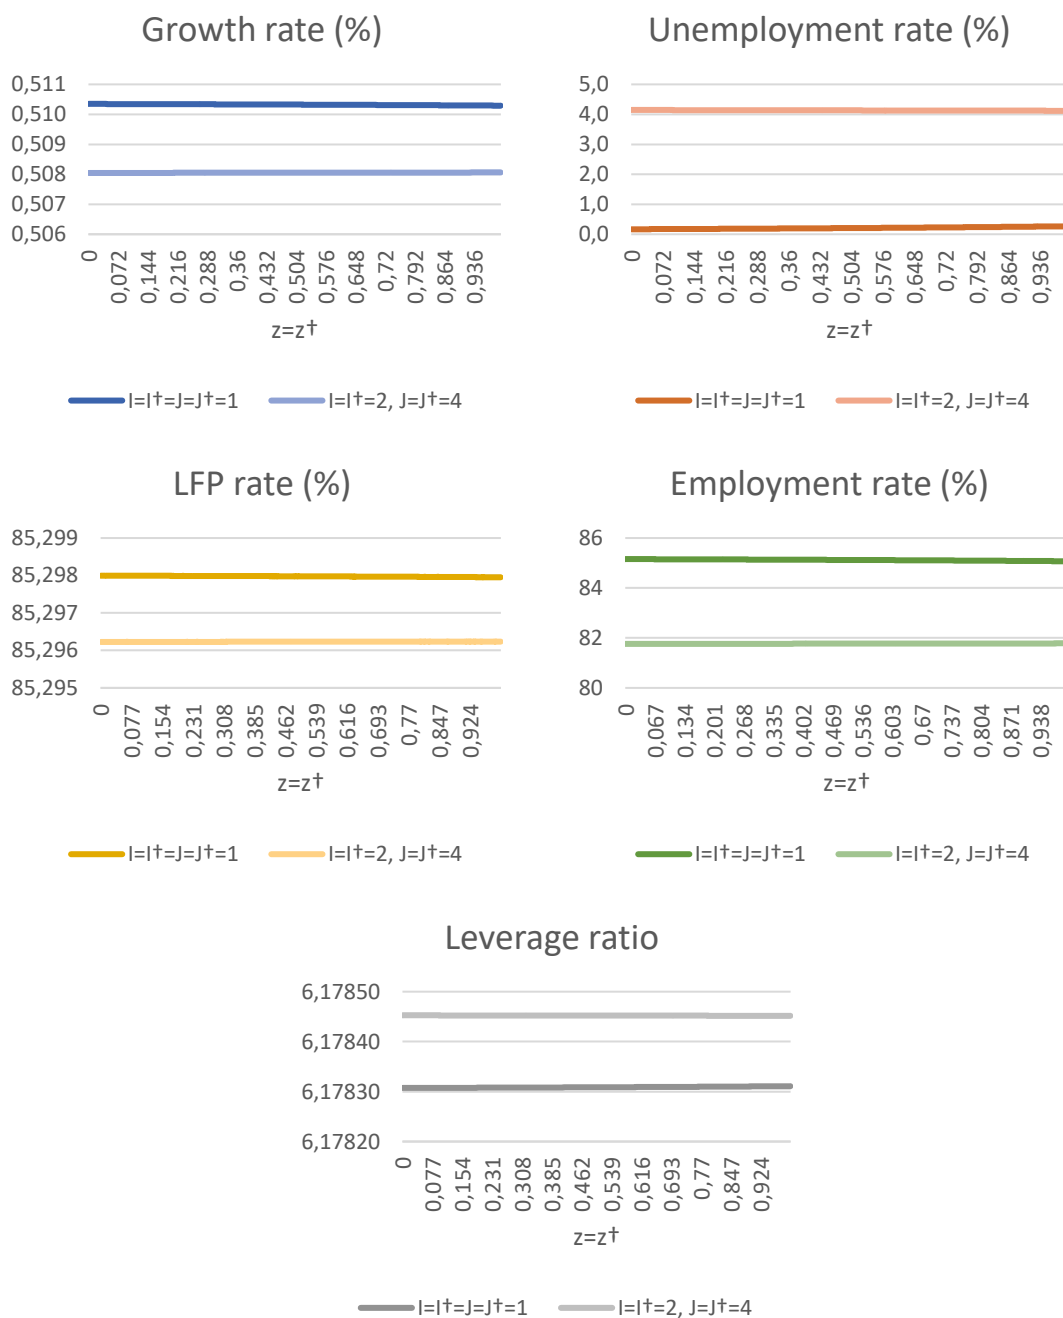 Growth rate (%)
0,511
0,510
0,509
0,508
0,507
0,506
0 0,072 0,144 0,216 0,288 0,36 0,432 0,504 0,576 0,648 0,72 0,792 0,864 0,936
z=z†
I=I†=J=J†=1 I=I†=2, J=J†=4
Unemployment rate (%)
5,0
4,0
3,0
2,0
1,0
0,0
0 0,072 0,144 0,216 0,288 0,36 0,432 0,504 0,576 0,648 0,72 0,792 0,864 0,936
z=z†
I=I†=J=J†=1 I=I†=2, J=J†=4
LFP rate (%)
85,299
85,298
85,297
85,296
85,295
0 0,077 0,154 0,231 0,308 0,385 0,462 0,539 0,616 0,693 0,77 0,847 0,924
z=z†
I=I†=J=J†=1 I=I†=2, J=J†=4
Employment rate (%)
86
84
82
80
0 0,067 0,134 0,201 0,268 0,335 0,402 0,469 0,536 0,603 0,67 0,737 0,804 0,871 0,938
z=z†
I=I†=J=J†=1 I=I†=2, J=J†=4
Leverage ratio
6,17850
6,17840
6,17830
6,17820
0 0,077 0,154 0,231 0,308 0,385 0,462 0,539 0,616 0,693 0,77 0,847 0,924
z=z†
I=I†=J=J†=1 I=I†=2, J=J†=4